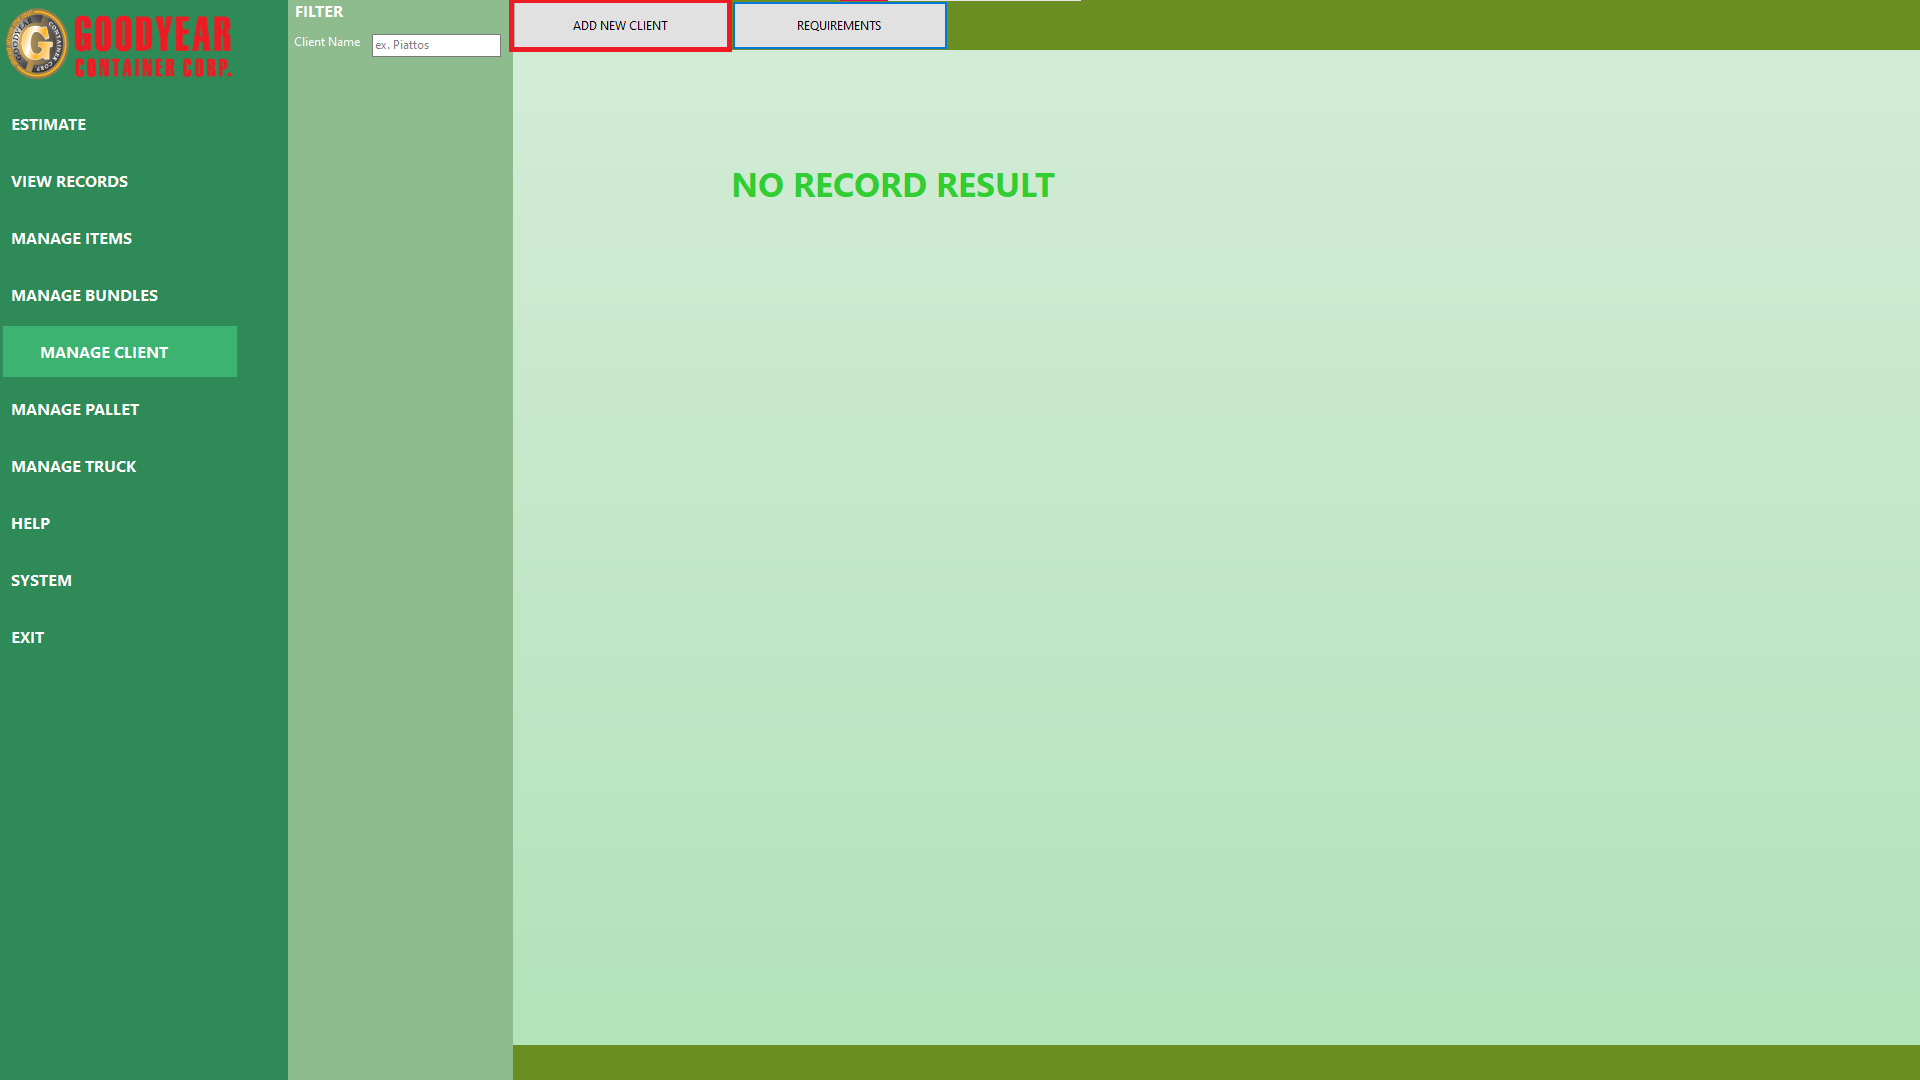 GOODYEAR
CONTAINER CORP.
ESTIMATE
VIEW RECORDS
MANAGE ITEMS
MANAGE BUNDLES
MANAGE CLIENT
MANAGE PALLET
MANAGE TRUCK
HELP
SYSTEM
EXIT
FILTER
Client Name
ex. Piattos
ADD NEW CLIENT
REQUIREMENTS
NO RECORD RESULT